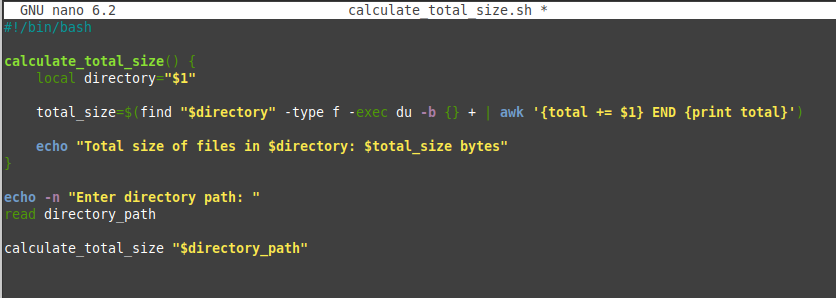 GNU nano 6.2 calculate_total_size.sh *
#!/bin/bash
calculate_total_size() {
    local directory="$1"
    total_size=$(find "$directory" -type f -exec du -b {} + | awk '{total += $1} END {print total}')
    echo "Total size of files in $directory: $total_size bytes"
}
echo -n "Enter directory path: "
read directory_path
calculate_total_size "$directory_path"